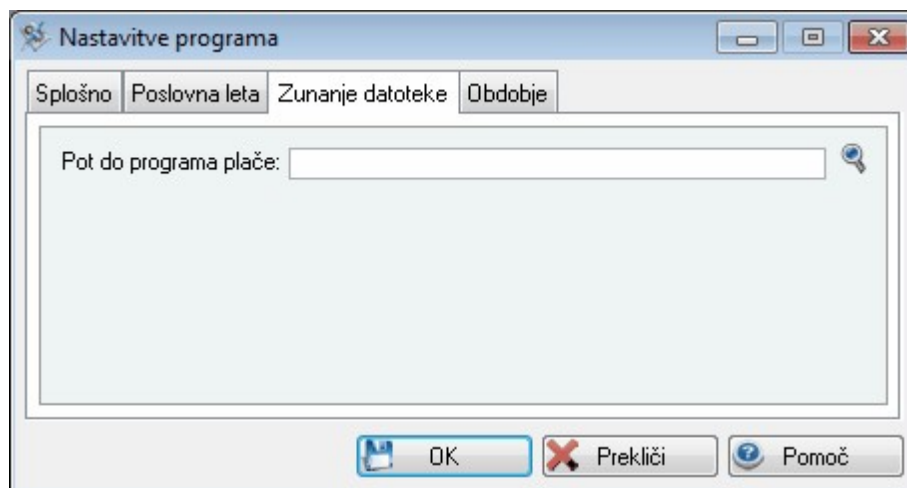 Nastavitve programa
Splošno Poslovna leta Zunanje datoteke Obdobje
Pot do programa plače:
OK Prekliči Pomoč